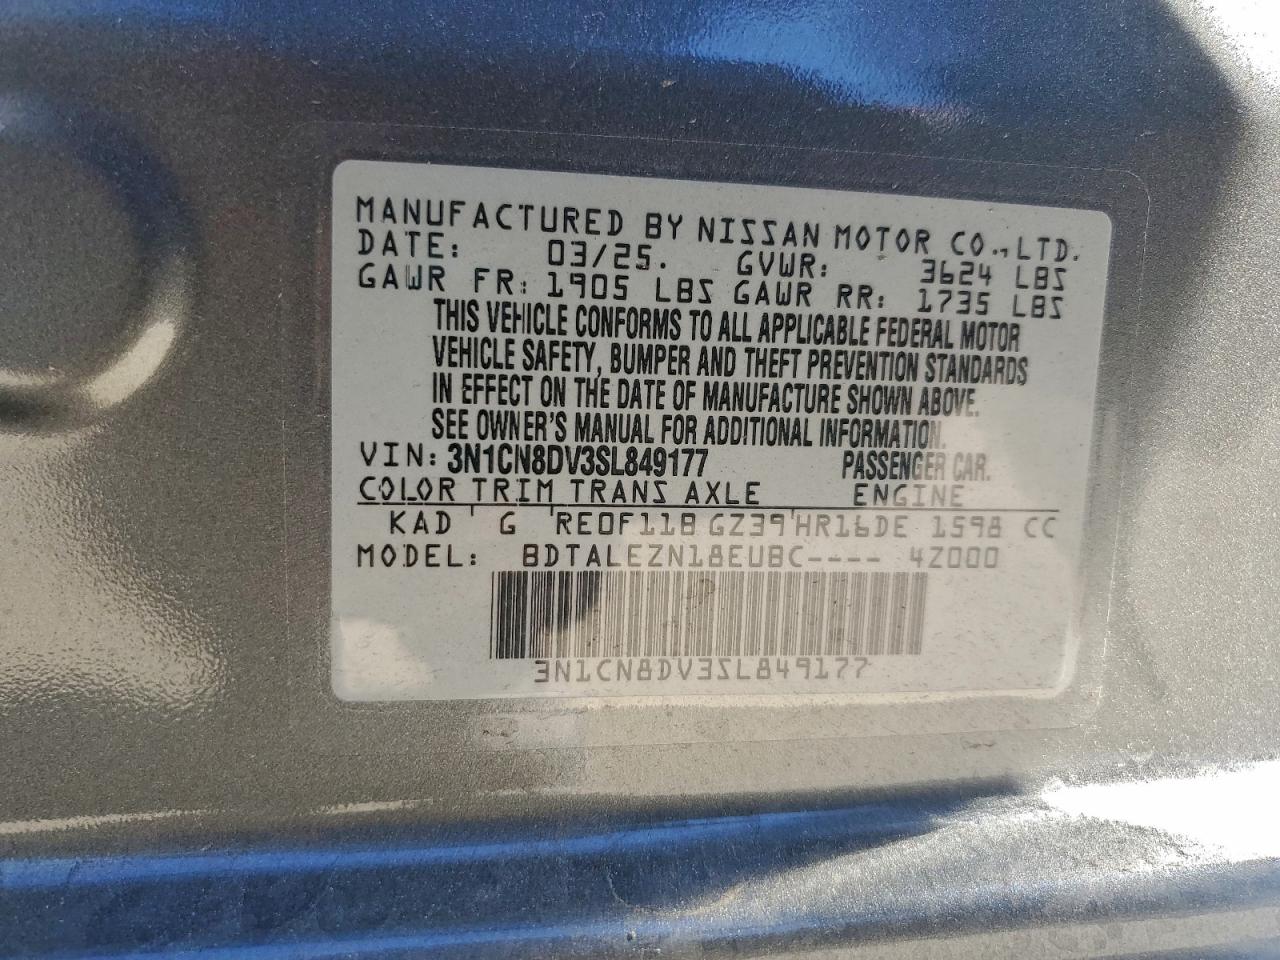 MANUFACTURED BY NISSAN MOTOR CO.,LTD.
DATE: 03/25. GVWR: 3624 LBS
GAWR FR: 1905 LBS GAWR RR: 1735 LBS
THIS VEHICLE CONFORMS TO ALL APPLICABLE FEDERAL MOTOR
VEHICLE SAFETY, BUMPER AND THEFT PREVENTION STANDARDS
IN EFFECT ON THE DATE OF MANUFACTURE SHOWN ABOVE.
SEE OWNER'S MANUAL FOR ADDITIONAL INFORMATION.
VIN: 3N1CN8DV3SL849177 PASSENGER CAR.
COLOR TRIM TRANS AXLE ENGINE
KAD G RE0F11B GZ39 HR16DE 1598 CC
MODEL: BDTALEZN18EUBC---- 4Z000
3N1CN8DV3SL849177